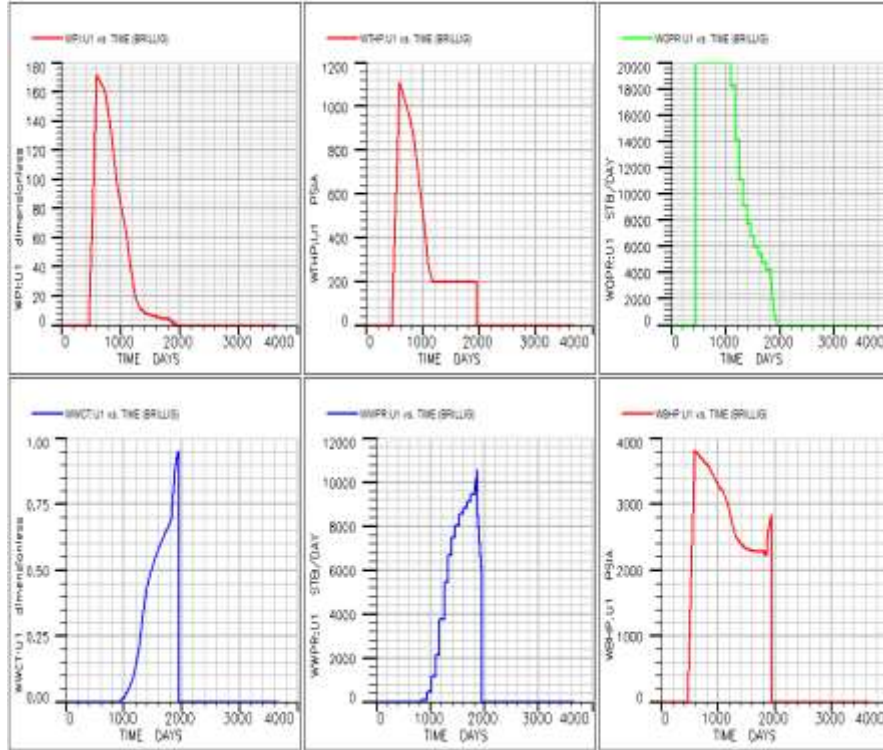 WPI:U1 vs. TIME (BRILLIG)
180
160
140
120
100
80
60
40
20
0
WPI:U1 dimensionless
0 1000 2000 3000 4000
TIME DAYS
WTHP:U1 vs. TIME (BRILLIG)
1200
1000
800
600
400
200
0
WTHP:U1 PSIA
0 1000 2000 3000 4000
TIME DAYS
WOPR:U1 vs. TIME (BRILLIG)
20000
18000
16000
14000
12000
10000
8000
6000
4000
2000
0
WOPR:U1 STB/DAY
0 1000 2000 3000 4000
TIME DAYS
WWCT:U1 vs. TIME (BRILLIG)
1.00
0.75
0.50
0.25
0.00
WWCT:U1 dimensionless
0 1000 2000 3000 4000
TIME DAYS
WWPR:U1 vs. TIME (BRILLIG)
12000
10000
8000
6000
4000
2000
0
WWPR:U1 STB/DAY
0 1000 2000 3000 4000
TIME DAYS
WBHP:U1 vs. TIME (BRILLIG)
4000
3000
2000
1000
0
WBHP:U1 PSIA
0 1000 2000 3000 4000
TIME DAYS